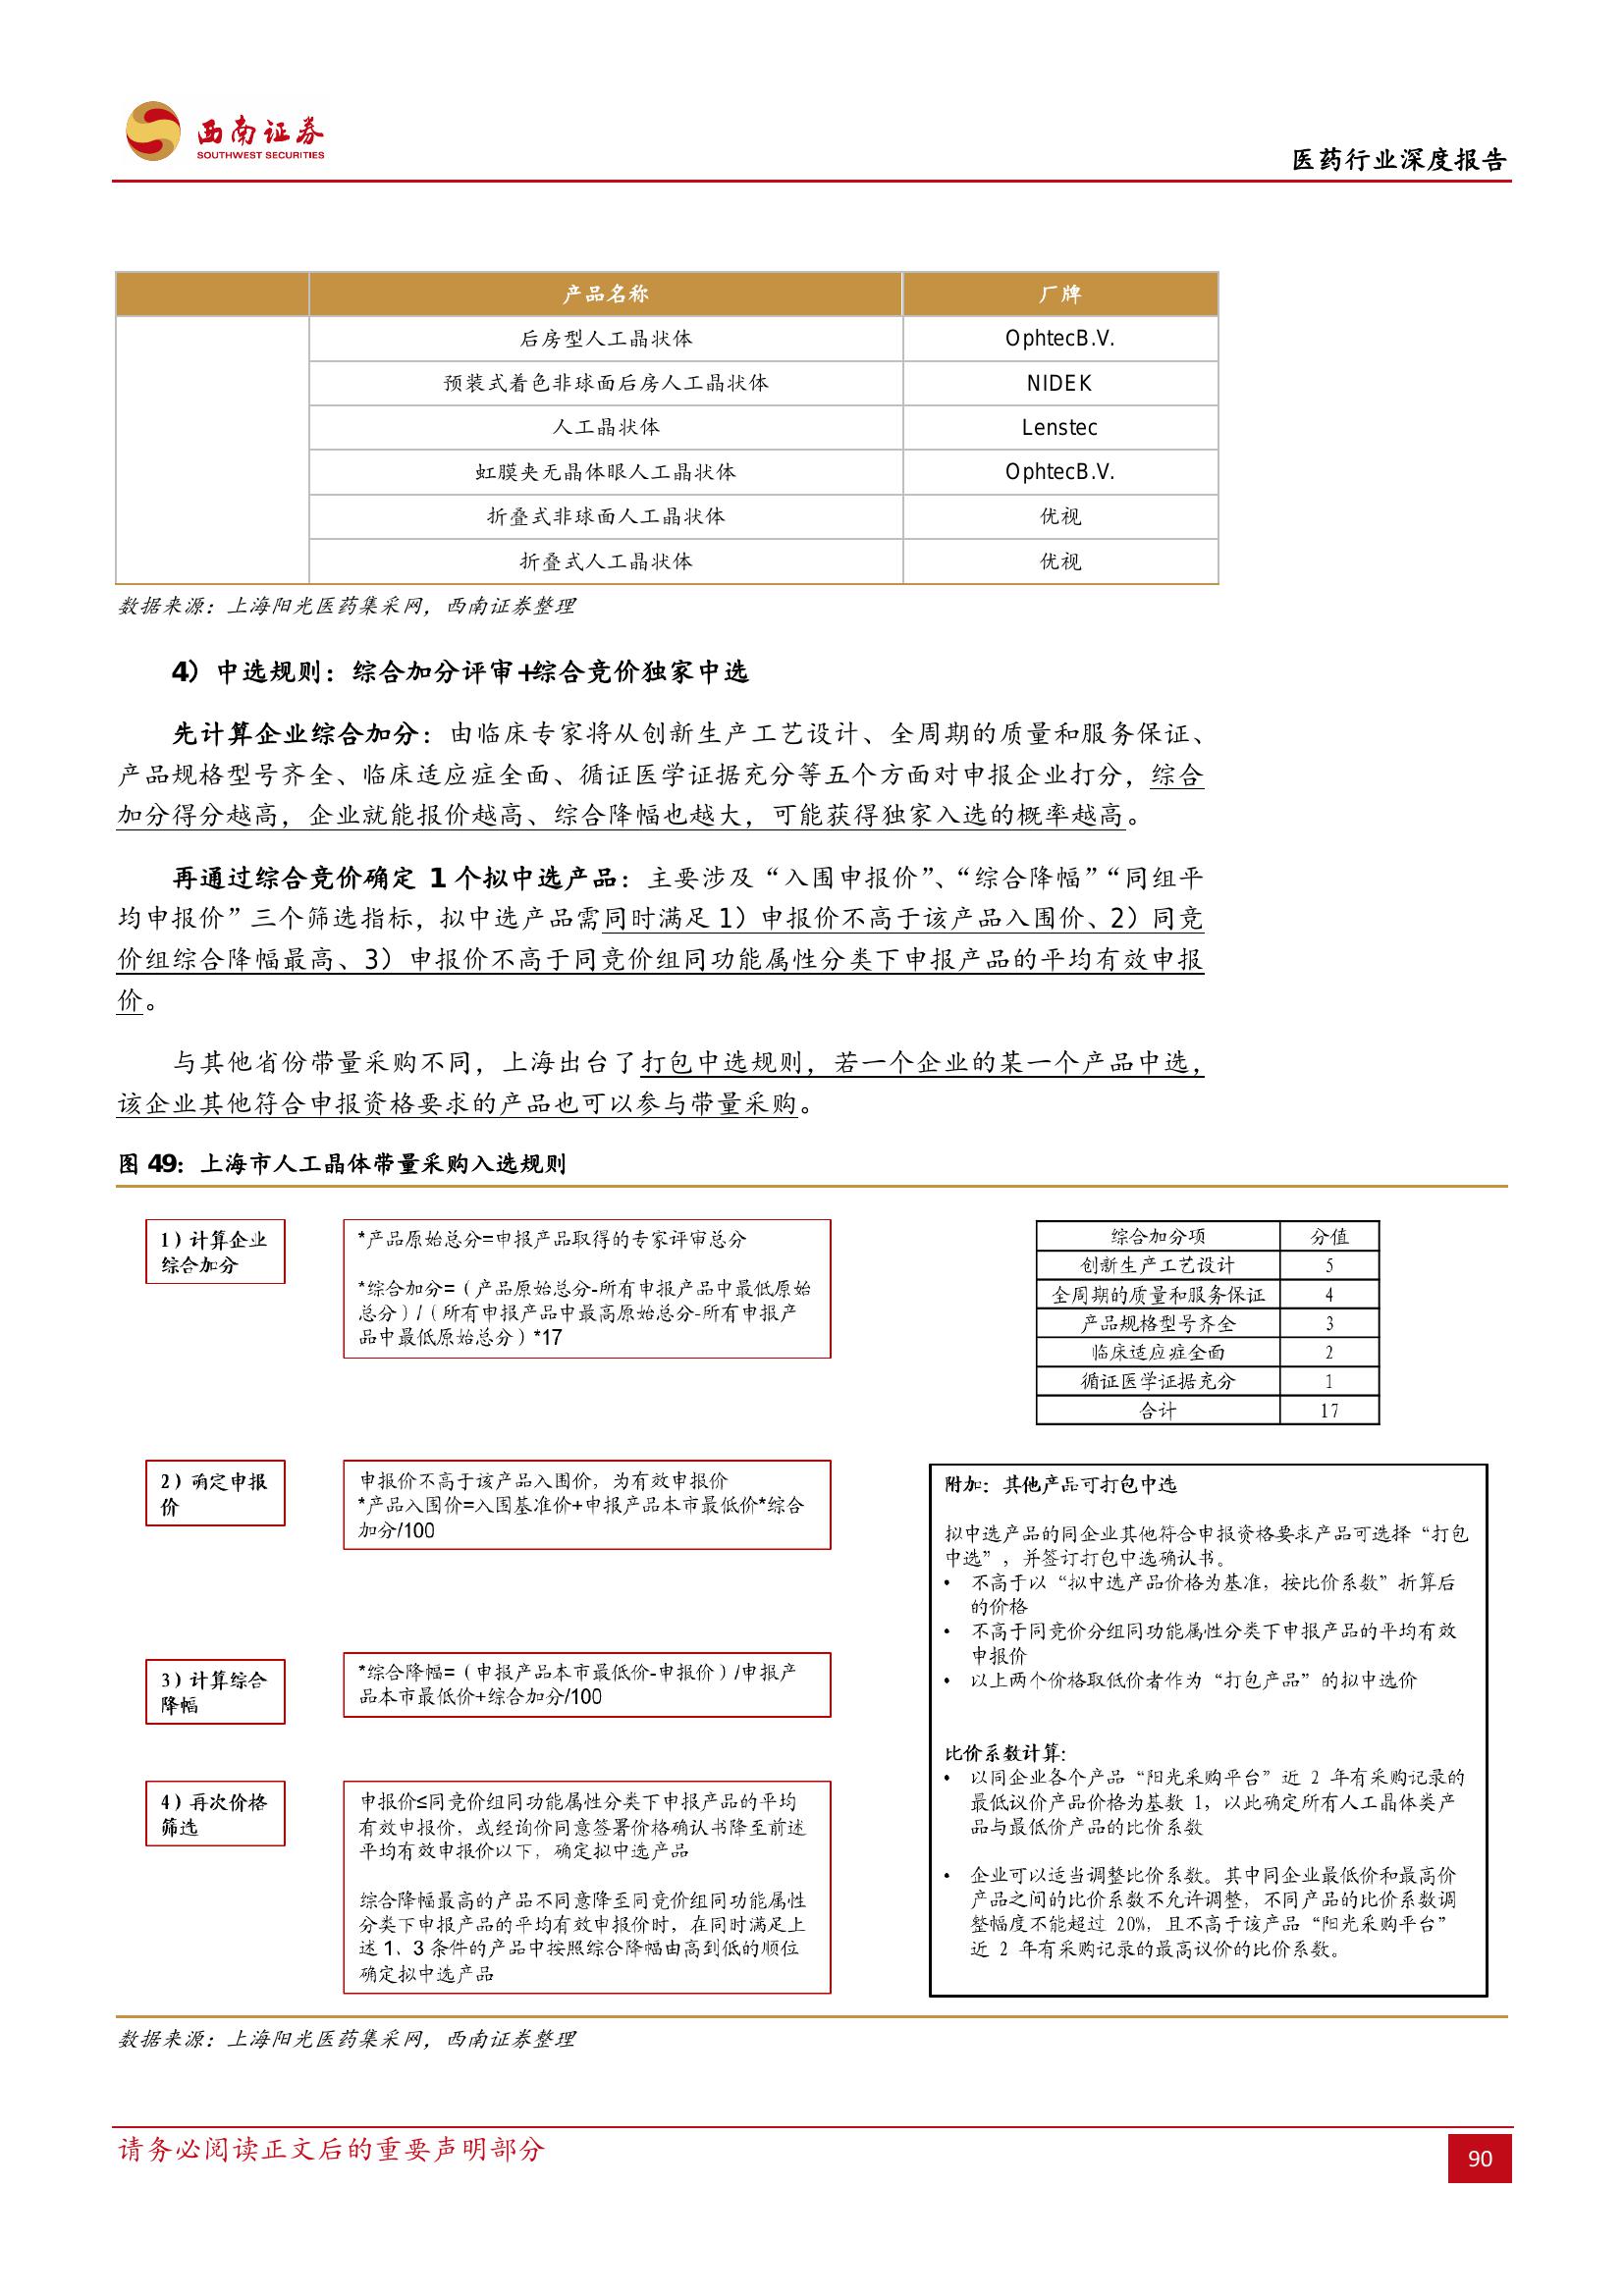 西南证券
SOUTHWEST SECURITIES
医药行业深度报告
产品名称 厂牌
后房型人工晶状体 OphtecB.V.
预装式着色非球面后房人工晶状体 NIDEK
人工晶状体 Lenstec
虹膜夹无晶体眼人工晶状体 OphtecB.V.
折叠式非球面人工晶状体 优视
折叠式人工晶状体 优视
数据来源：上海阳光医药集采网，西南证券整理
4）中选规则：综合加分评审+综合竞价独家中选
先计算企业综合加分：由临床专家将从创新生产工艺设计、全周期的质量和服务保证、
产品规格型号齐全、临床适应症全面、循证医学证据充分等五个方面对申报企业打分，综合
加分得分越高，企业就能报价越高、综合降幅也越大，可能获得独家入选的概率越高。
再通过综合竞价确定 1 个拟中选产品：主要涉及“入围申报价”、“综合降幅”“同组平
均申报价”三个筛选指标，拟中选产品需同时满足 1）申报价不高于该产品入围价、2）同竞
价组综合降幅最高、3）申报价不高于同竞价组同功能属性分类下申报产品的平均有效申报
价。
与其他省份带量采购不同，上海出台了打包中选规则，若一个企业的某一个产品中选，
该企业其他符合申报资格要求的产品也可以参与带量采购。
图 49：上海市人工晶体带量采购入选规则
1）计算企业
综合加分
*产品原始总分=申报产品取得的专家评审总分
*综合加分=（产品原始总分-所有申报产品中最低原始
总分）/（所有申报产品中最高原始总分-所有申报产
品中最低原始总分）*17
综合加分项 分值
创新生产工艺设计 5
全周期的质量和服务保证 4
产品规格型号齐全 3
临床适应症全面 2
循证医学证据充分 1
合计 17
2）确定申报
价
申报价不高于该产品入围价，为有效申报价
*产品入围价=入围基准价+申报产品本市最低价*综合
加分/100
3）计算综合
降幅
*综合降幅=（申报产品本市最低价-申报价）/申报产
品本市最低价+综合加分/100
4）再次价格
筛选
申报价≤同竞价组同功能属性分类下申报产品的平均
有效申报价，或经询价同意签署价格确认书降至前述
平均有效申报价以下，确定拟中选产品
综合降幅最高的产品不同意降至同竞价组同功能属性
分类下申报产品的平均有效申报价时，在同时满足上
述 1、3 条件的产品中按照综合降幅由高到低的顺位
确定拟中选产品
附加：其他产品可打包中选
拟中选产品的同企业其他符合申报资格要求产品可选择“打包
中选”，并签订打包中选确认书。
• 不高于以“拟中选产品价格为基准，按比价系数”折算后
的价格
• 不高于同竞价分组同功能属性分类下申报产品的平均有效
申报价
• 以上两个价格取低价者作为“打包产品”的拟中选价
比价系数计算：
• 以同企业各个产品“阳光采购平台”近 2 年有采购记录的
最低议价产品价格为基数 1，以此确定所有人工晶体类产
品与最低价产品的比价系数
• 企业可以适当调整比价系数。其中同企业最低价和最高价
产品之间的比价系数不允许调整，不同产品的比价系数调
整幅度不能超过 20%，且不高于该产品“阳光采购平台”
近 2 年有采购记录的最高议价的比价系数。
数据来源：上海阳光医药集采网，西南证券整理
请务必阅读正文后的重要声明部分
90